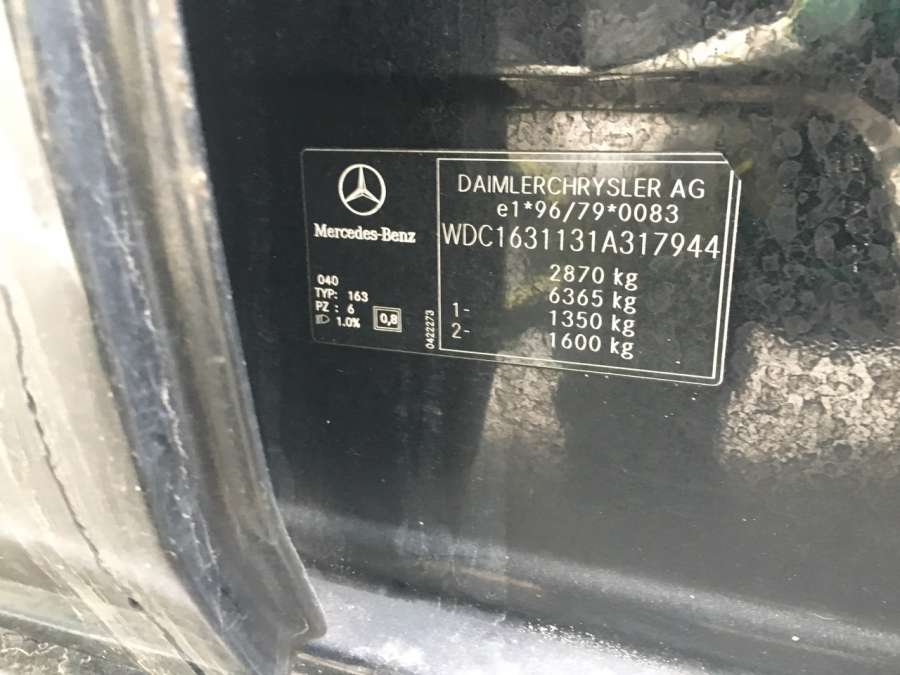 Mercedes-Benz
040
TYP: 163
PZ : 6
1.0%
0,8
0422273
DAIMLERCHRYSLER AG
e1*96/79*0083
WDC1631131A317944
2870 kg
6365 kg
1- 1350 kg
2- 1600 kg